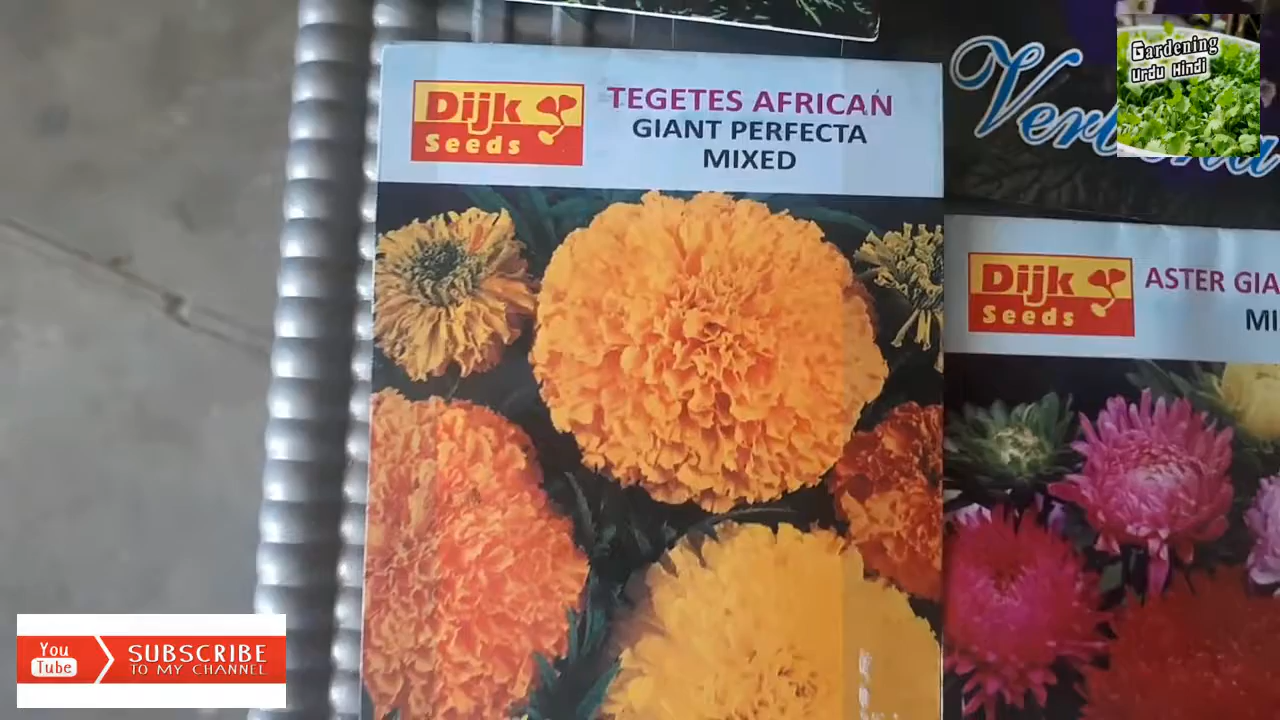 Dijk
Seeds
TEGETES AFRICAN
GIANT PERFECTA
MIXED
Gardening
Urdu Hindi
Dijk
Seeds
ASTER GIA
MI
You
Tube
SUBSCRIBE
TO MY CHANNEL